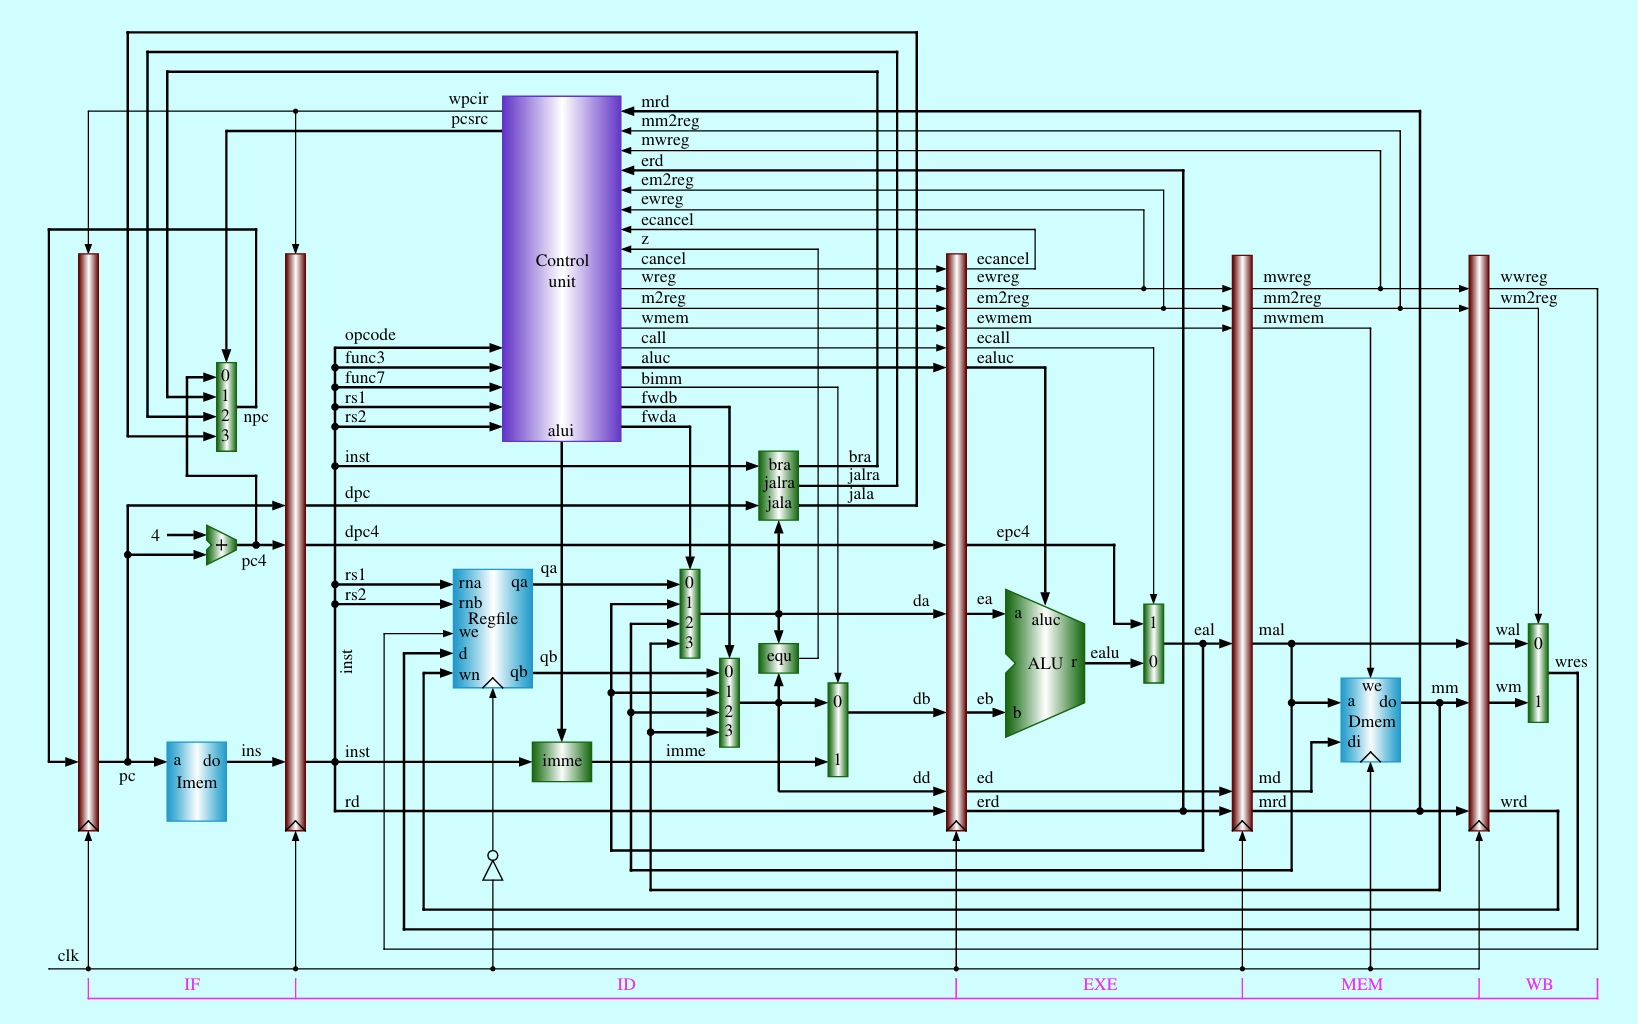 wpcir
pcsrc
mrd
mm2reg
mwreg
erd
em2reg
ewreg
ecancel
z
cancel
wreg
m2reg
wmem
call
aluc
bimm
fwdb
fwda
Control
unit
alui
opcode
func3
func7
rs1
rs2
ecancel
ewreg
em2reg
ewmem
ecall
ealuc
mwreg
mm2reg
mwmem
wwreg
wm2reg
0
1
2
3
npc
inst
dpc
dpc4
bra
jalra
jala
bra
jalra
jala
4
+
pc4
epc4
rs1
rs2
inst
rna
rnb
Regfile
we
d
wn
qa
qb
qa
qb
0
1
2
3
0
1
2
3
equ
da
db
0
1
ea
eb
a
aluc
ALU
r
b
ealu
1
0
eal
mal
wal
wm
0
1
wres
we
a
do
Dmem
di
mm
pc
a
do
Imem
ins
inst
imme
imme
rd
dd
ed
erd
md
mrd
wrd
clk
IF
ID
EXE
MEM
WB